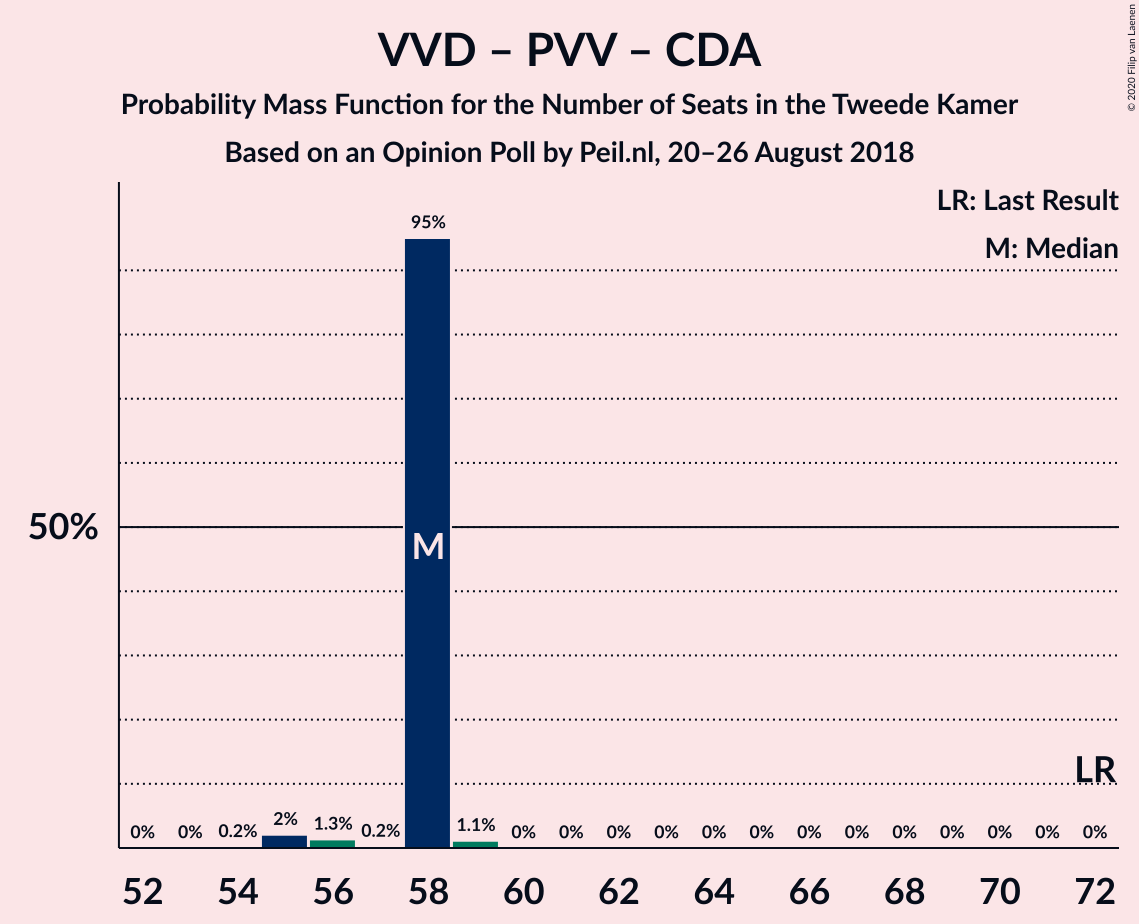 VVD – PVV – CDA
Probability Mass Function for the Number of Seats in the Tweede Kamer
Based on an Opinion Poll by Peil.nl, 20–26 August 2018
© 2020 Filip van Laenen
LR: Last Result
M: Median
95%
50%
M
LR
0% 0% 0.2% 2% 1.3% 0.2% 1.1% 0% 0% 0% 0% 0% 0% 0% 0% 0% 0% 0% 0% 0%
52 54 56 58 60 62 64 66 68 70 72